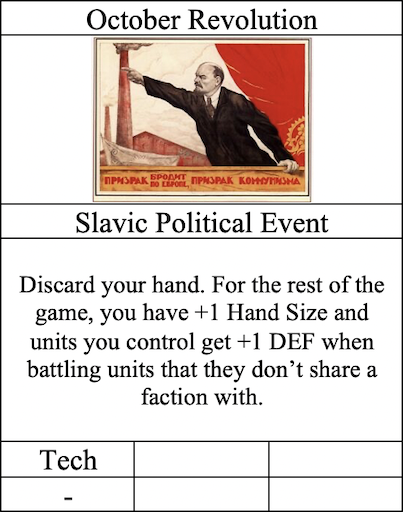 October Revolution
ПРИЗРАК БРОДИТ ПО ЕВРОПЕ, ПРИЗРАК КОММУНИЗМА
Slavic Political Event
Discard your hand. For the rest of the
game, you have +1 Hand Size and
units you control get +1 DEF when
battling units that they don’t share a
faction with.
Tech
-